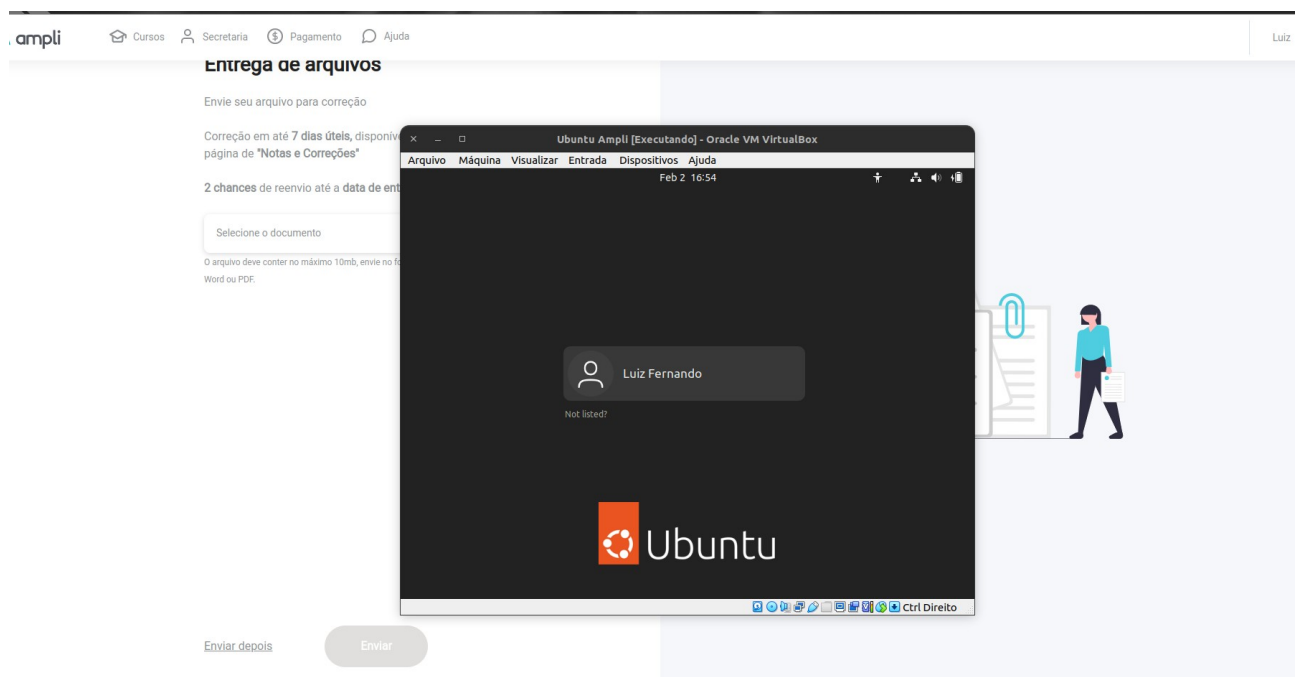 ampli
Cursos
Secretaria
Pagamento
Ajuda
Luiz
Entrega de arquivos
Envie seu arquivo para correção
Correção em até 7 dias úteis, disponív
página de "Notas e Correções"
2 chances de reenvio até a data de ent
Selecione o documento
O arquivo deve conter no máximo 10mb, envie no fo
Word ou PDF.
Ubuntu Ampli [Executando] - Oracle VM VirtualBox
Arquivo Máquina Visualizar Entrada Dispositivos Ajuda
Feb 2 16:54
Luiz Fernando
Not listed?
Ubuntu
Ctrl Direito
Enviar depois
Enviar